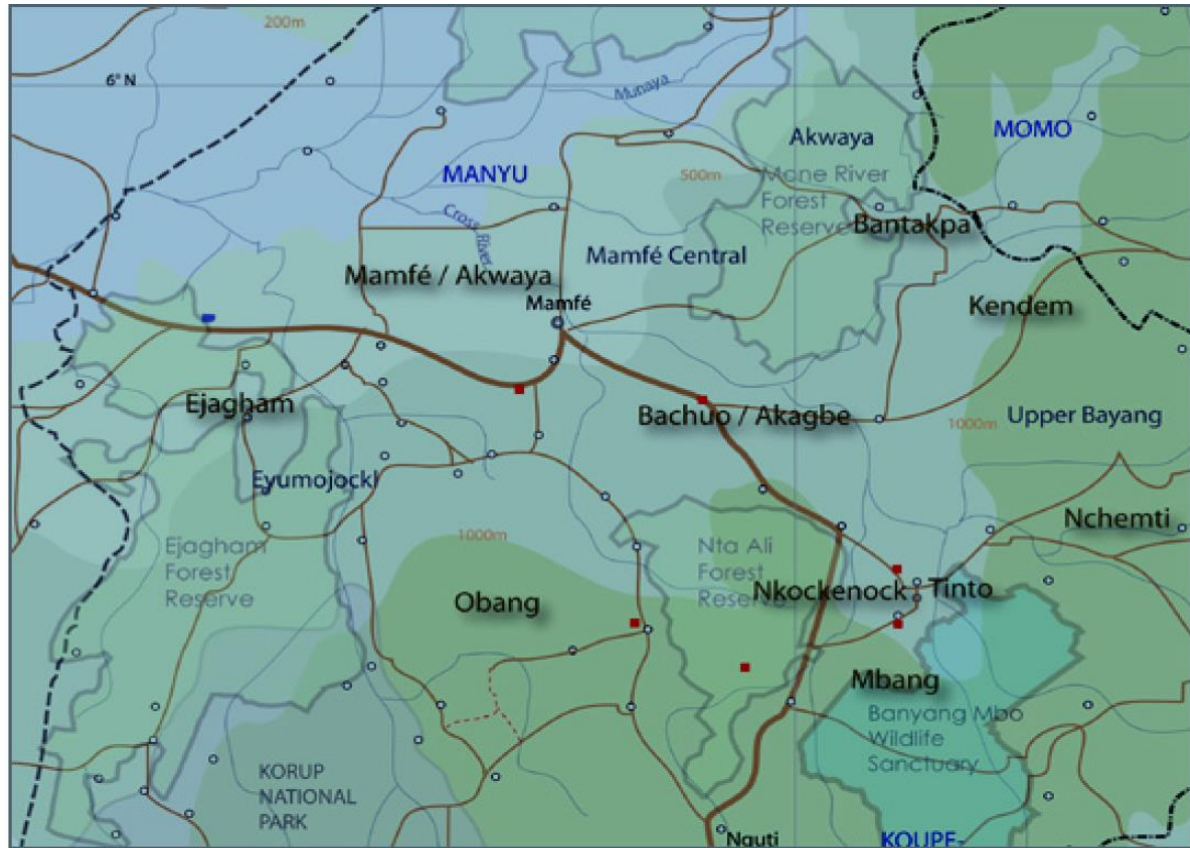 200m
6° N
Munaya
Akwaya
MOMO
MANYU
500m
Mone River
Forest
Reserve
Cross River
Bantakpa
Mamfé Central
Mamfé / Akwaya
Mamfé
Kendem
Ejagham
Bachuo / Akagbe
1000m
Upper Bayang
Eyumojockl
Nchemti
1000m
Ejagham
Forest
Reserve
Nta Ali
Forest
Reserve
Obang
Nkockenock
Tinto
Mbang
Banyang Mbo
Wildlife
Sanctuary
KORUP
NATIONAL
PARK
Nguti
KOUPE-